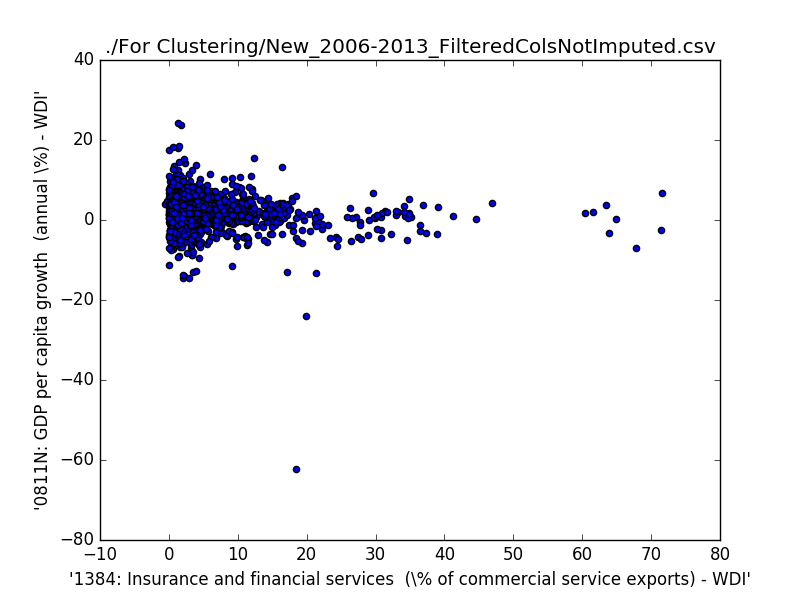 ./For Clustering/New_2006-2013_FilteredColsNotImputed.csv
40
20
0
−20
−40
−60
−80
'0811N: GDP per capita growth  (annual \%) - WDI'
−10 0 10 20 30 40 50 60 70 80
'1384: Insurance and financial services  (\% of commercial service exports) - WDI'